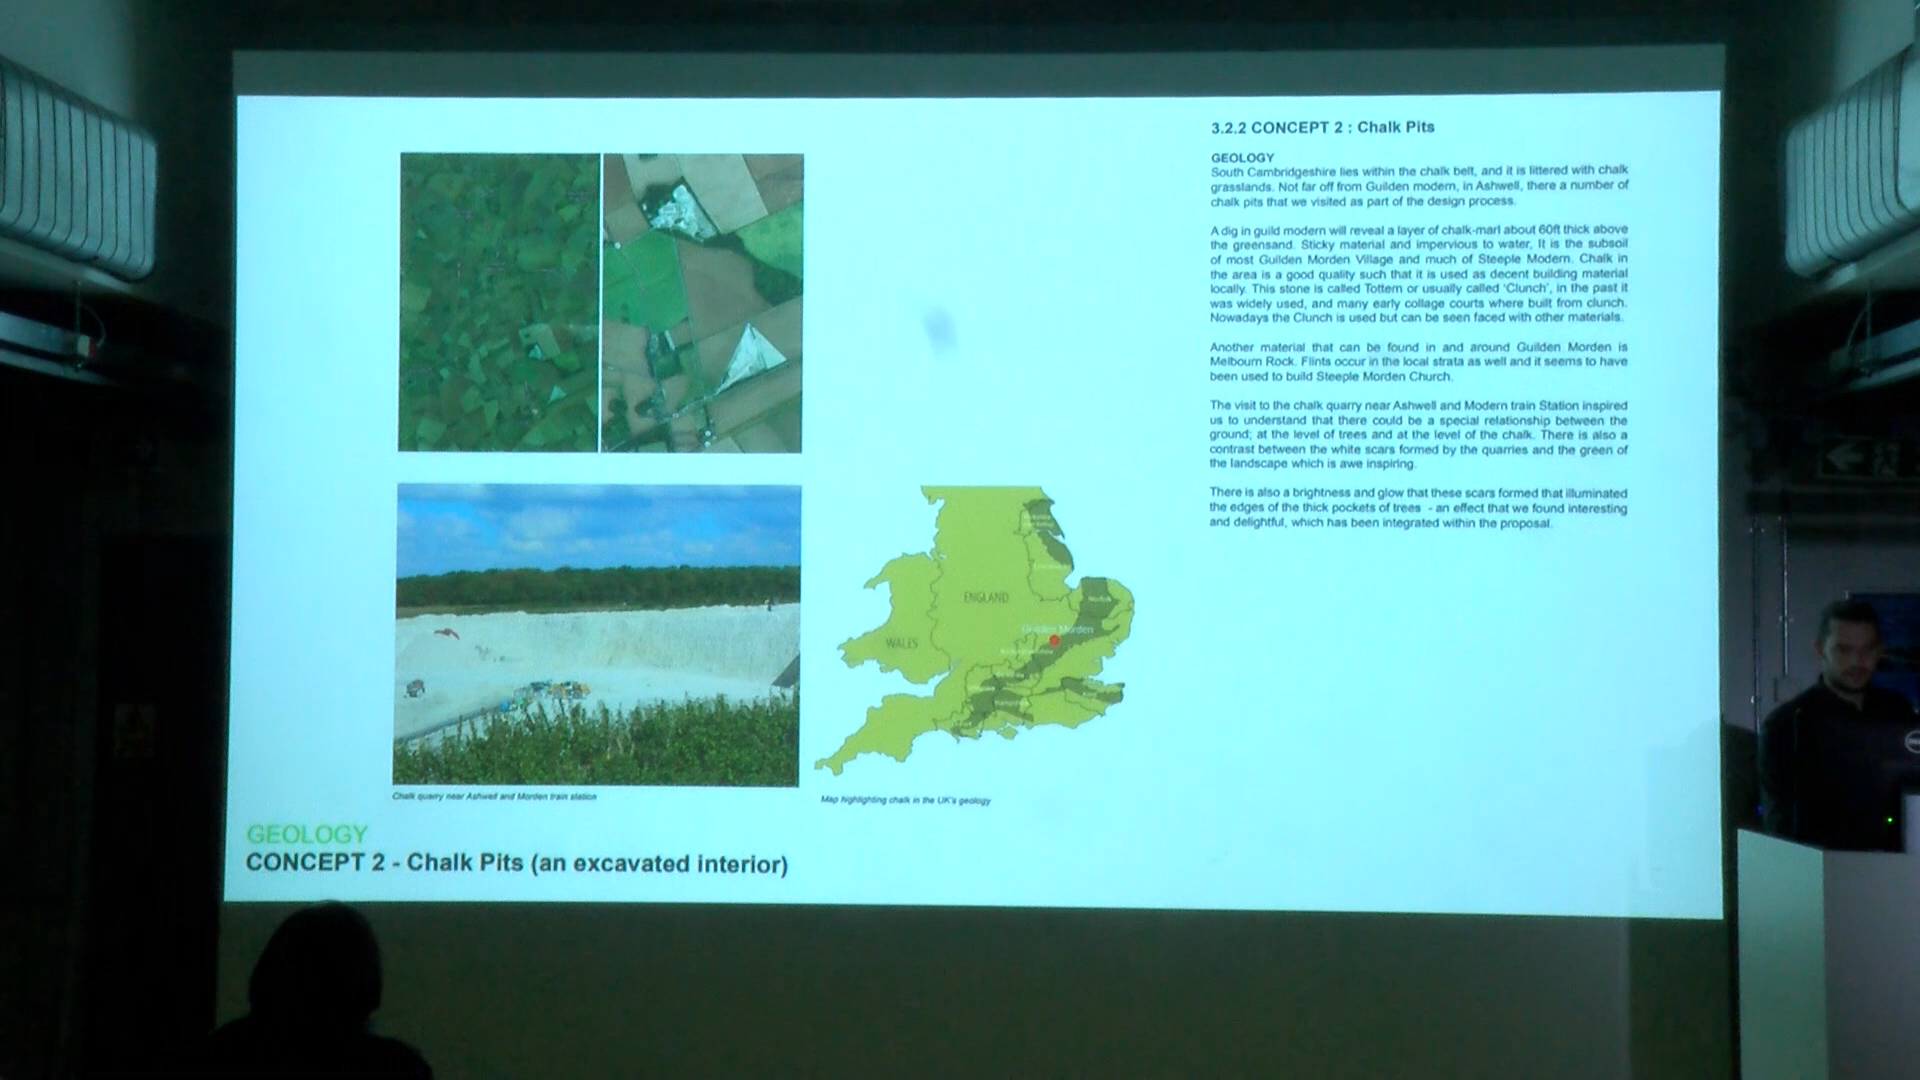 3.2.2 CONCEPT 2 : Chalk Pits
GEOLOGY
South Cambridgeshire lies within the chalk belt, and it is littered with chalk
grasslands. Not far off from Guilden modern, in Ashwell, there a number of
chalk pits that we visited as part of the design process.
A dig in guild modern will reveal a layer of chalk-marl about 60ft thick above
the greensand. Sticky material and impervious to water, It is the subsoil
of most Guilden Morden Village and much of Steeple Modern. Chalk in
the area is a good quality such that it is used as decent building material
locally. This stone is called Tottern or usually called 'Clunch', in the past it
was widely used, and many early collage courts where built from clunch.
Nowadays the Clunch is used but can be seen faced with other materials.
Another material that can be found in and around Guilden Morden is
Melbourn Rock. Flints occur in the local strata as well and it seems to have
been used to build Steeple Morden Church.
The visit to the chalk quarry near Ashwell and Modern train Station inspired
us to understand that there could be a special relationship between the
ground; at the level of trees and at the level of the chalk. There is also a
contrast between the white scars formed by the quarries and the green of
the landscape which is awe inspiring.
There is also a brightness and glow that these scars formed that illuminated
the edges of the thick pockets of trees - an effect that we found interesting
and delightful, which has been integrated within the proposal.
ENGLAND
Norfolk
Guilden Morden
WALES
Hampshire
Chalk quarry near Ashwell and Morden train station
Map highlighting chalk in the UK's geology
GEOLOGY
CONCEPT 2 - Chalk Pits (an excavated interior)